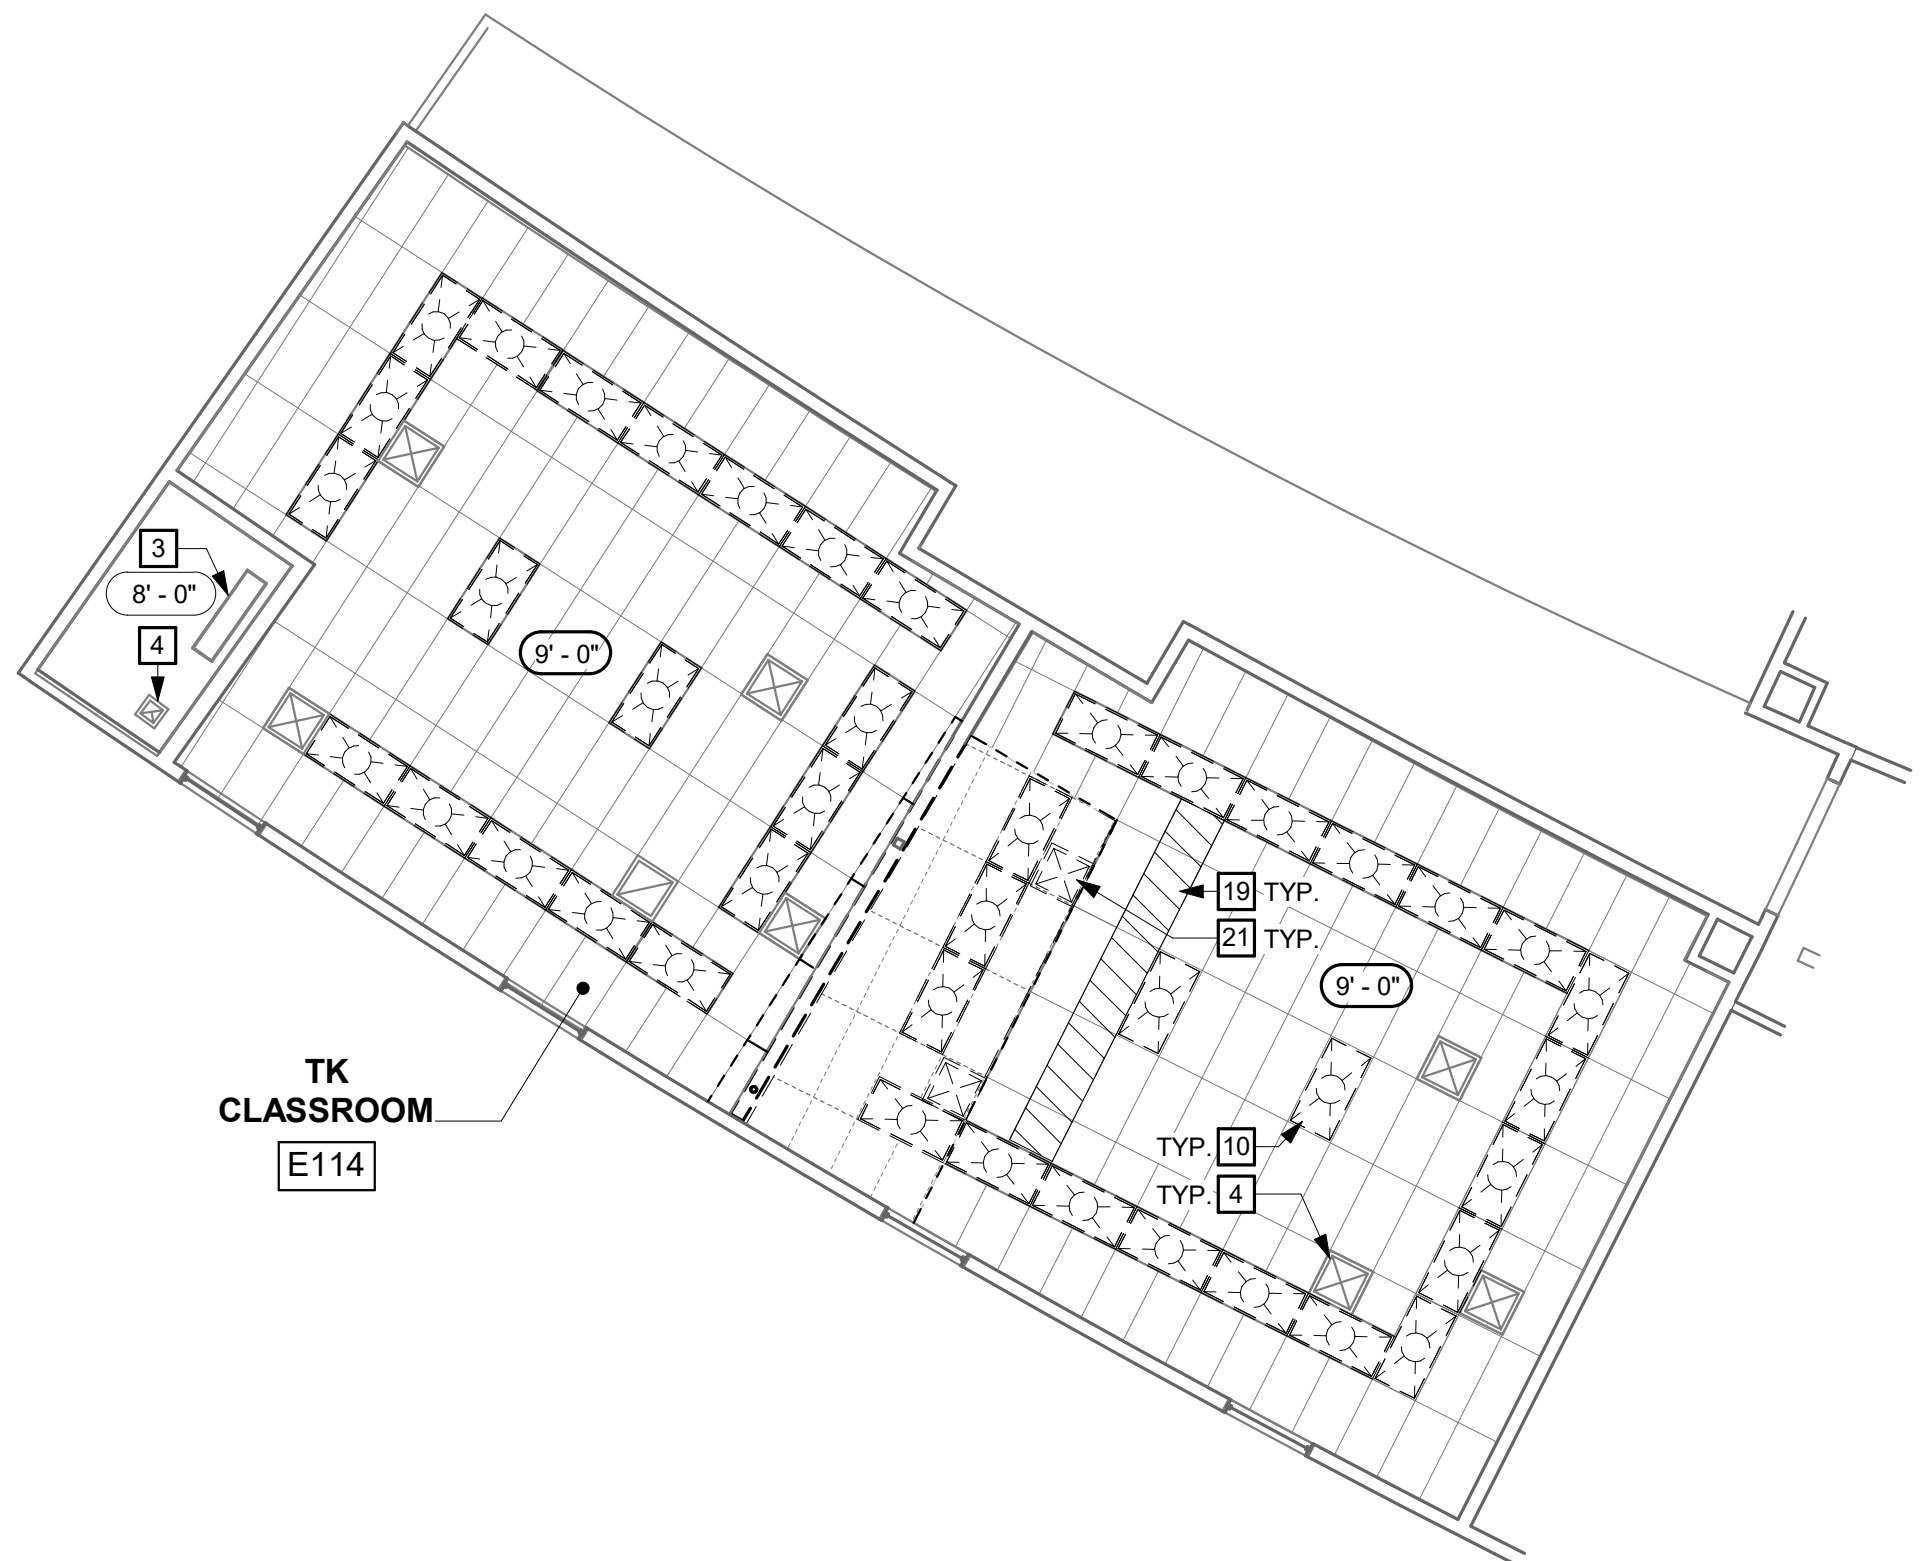 3
8' - 0"
4
9' - 0"
19 TYP.
21 TYP.
9' - 0"
TK
CLASSROOM
E114
TYP. 10
TYP. 4